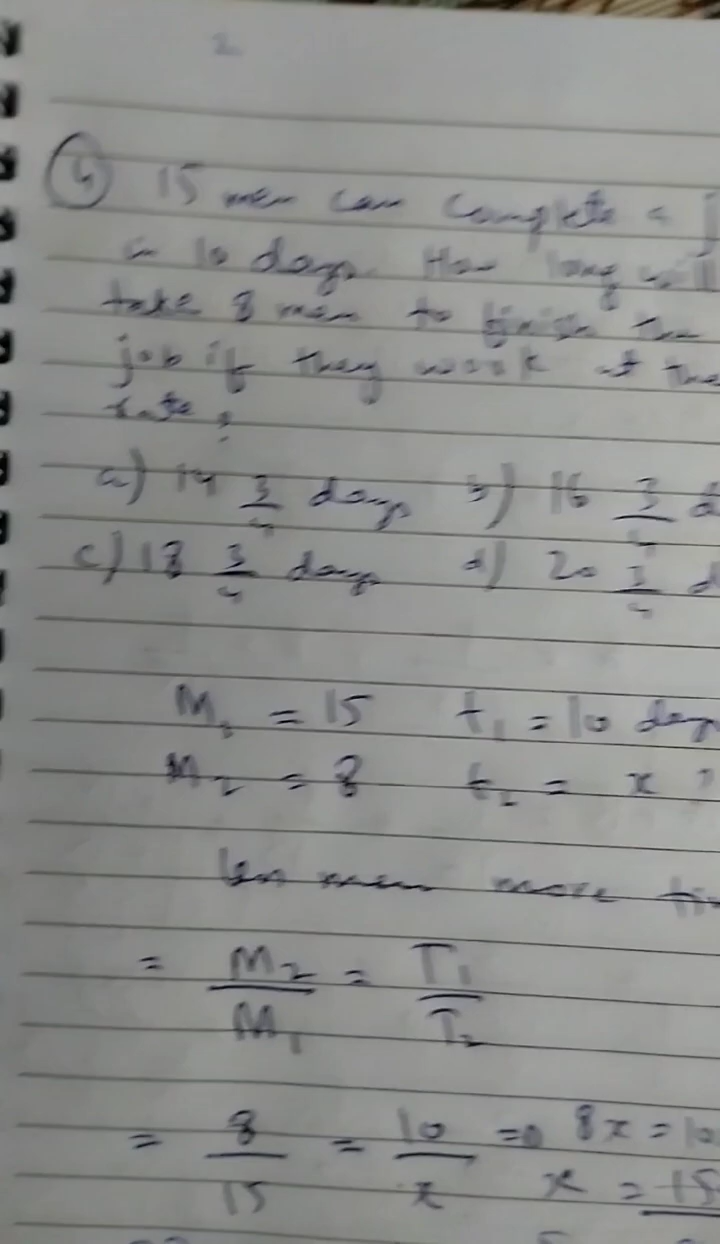 15 men can complete a j
in 10 days. How long will
take 8 men to finish the
job if they work at the
rate?
a) 14 3/4 days b) 16 3/4 d
c) 18 3/4 days d) 20 3/4 d
M₁ = 15 t₁ = 10 days
M₂ = 8 t₂ = x ?
less men more ti
= M₂/M₁ = T₁/T₂
= 8/15 = 10/x => 8x = 10
x = 15